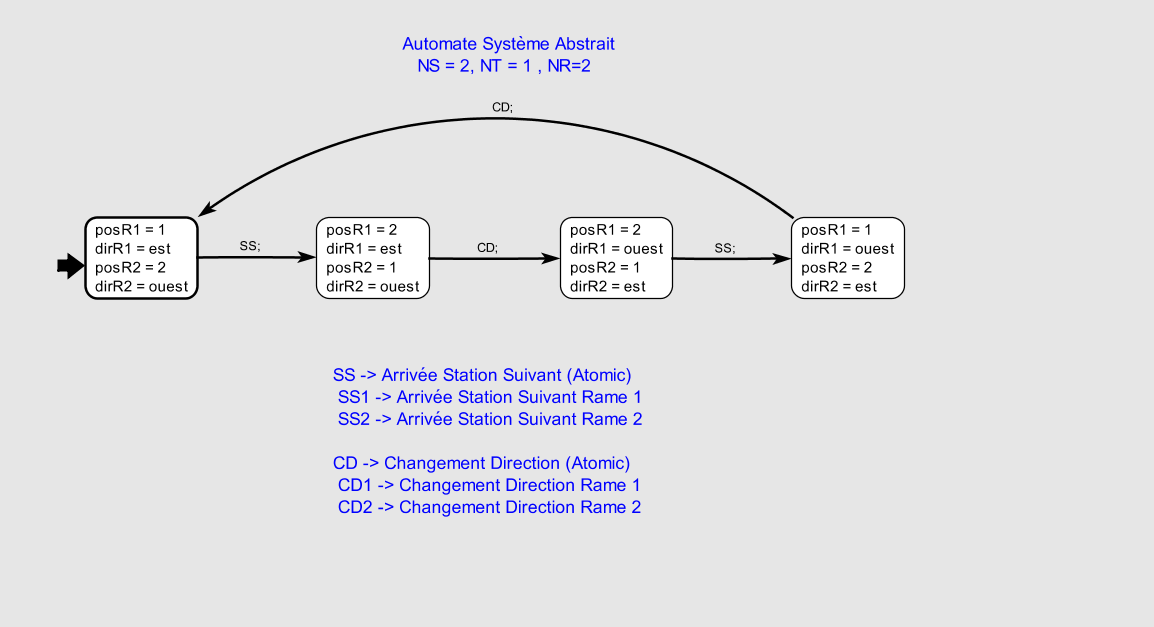 Automate Système Abstrait
NS = 2, NT = 1 , NR=2
CD;
posR1 = 1
dirR1 = est
posR2 = 2
dirR2 = ouest
SS;
posR1 = 2
dirR1 = est
posR2 = 1
dirR2 = ouest
CD;
posR1 = 2
dirR1 = ouest
posR2 = 1
dirR2 = est
SS;
posR1 = 1
dirR1 = ouest
posR2 = 2
dirR2 = est
SS -> Arrivée Station Suivant (Atomic)
SS1 -> Arrivée Station Suivant Rame 1
SS2 -> Arrivée Station Suivant Rame 2
CD -> Changement Direction (Atomic)
CD1 -> Changement Direction Rame 1
CD2 -> Changement Direction Rame 2